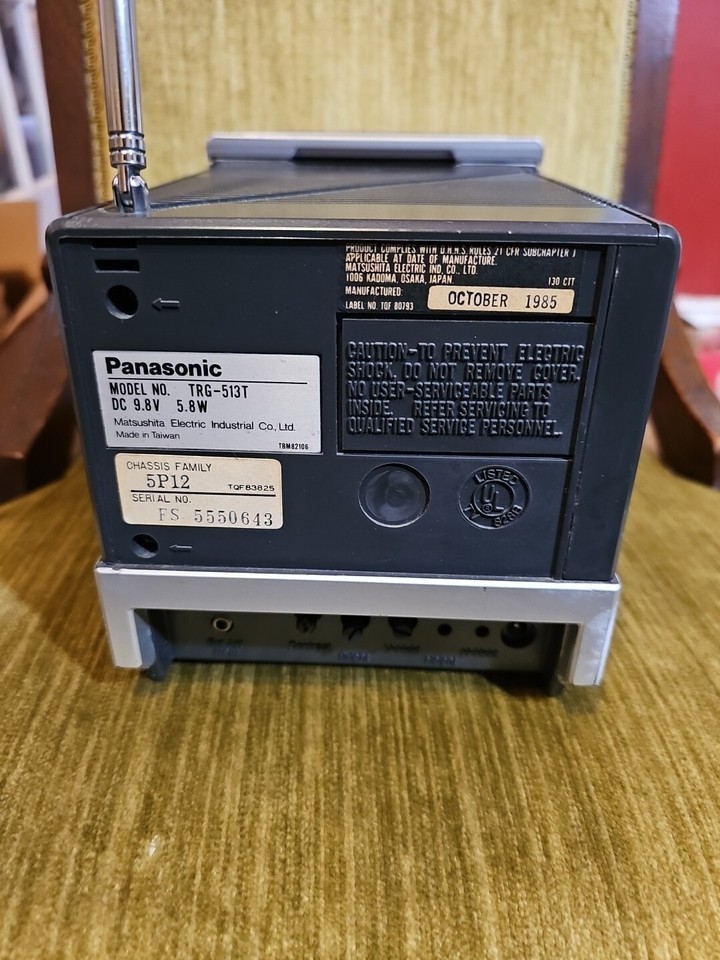 PRODUCT COMPLIES WITH D.H.H.S RULES 21 CFR SUBCHAPTER J
APPLICABLE AT DATE OF MANUFACTURE.
MATSUSHITA ELECTRIC IND. CO., LTD.
1006 KADOMA, OSAKA, JAPAN.
130 CTT
MANUFACTURED:
OCTOBER 1985
LABEL NO. TQF 80793
Panasonic
MODEL NO. TRG-513T
DC 9.8V 5.8W
Matsushita Electric Industrial Co., Ltd.
Made in Taiwan
TBM82106
CAUTION-TO PREVENT ELECTRIC
SHOCK, DO NOT REMOVE COVER.
NO USER-SERVICEABLE PARTS
INSIDE. REFER SERVICING TO
QUALIFIED SERVICE PERSONNEL.
CHASSIS FAMILY
5P12
TQF83825
SERIAL NO.
FS 5550643
LISTED
UL
TV 828B